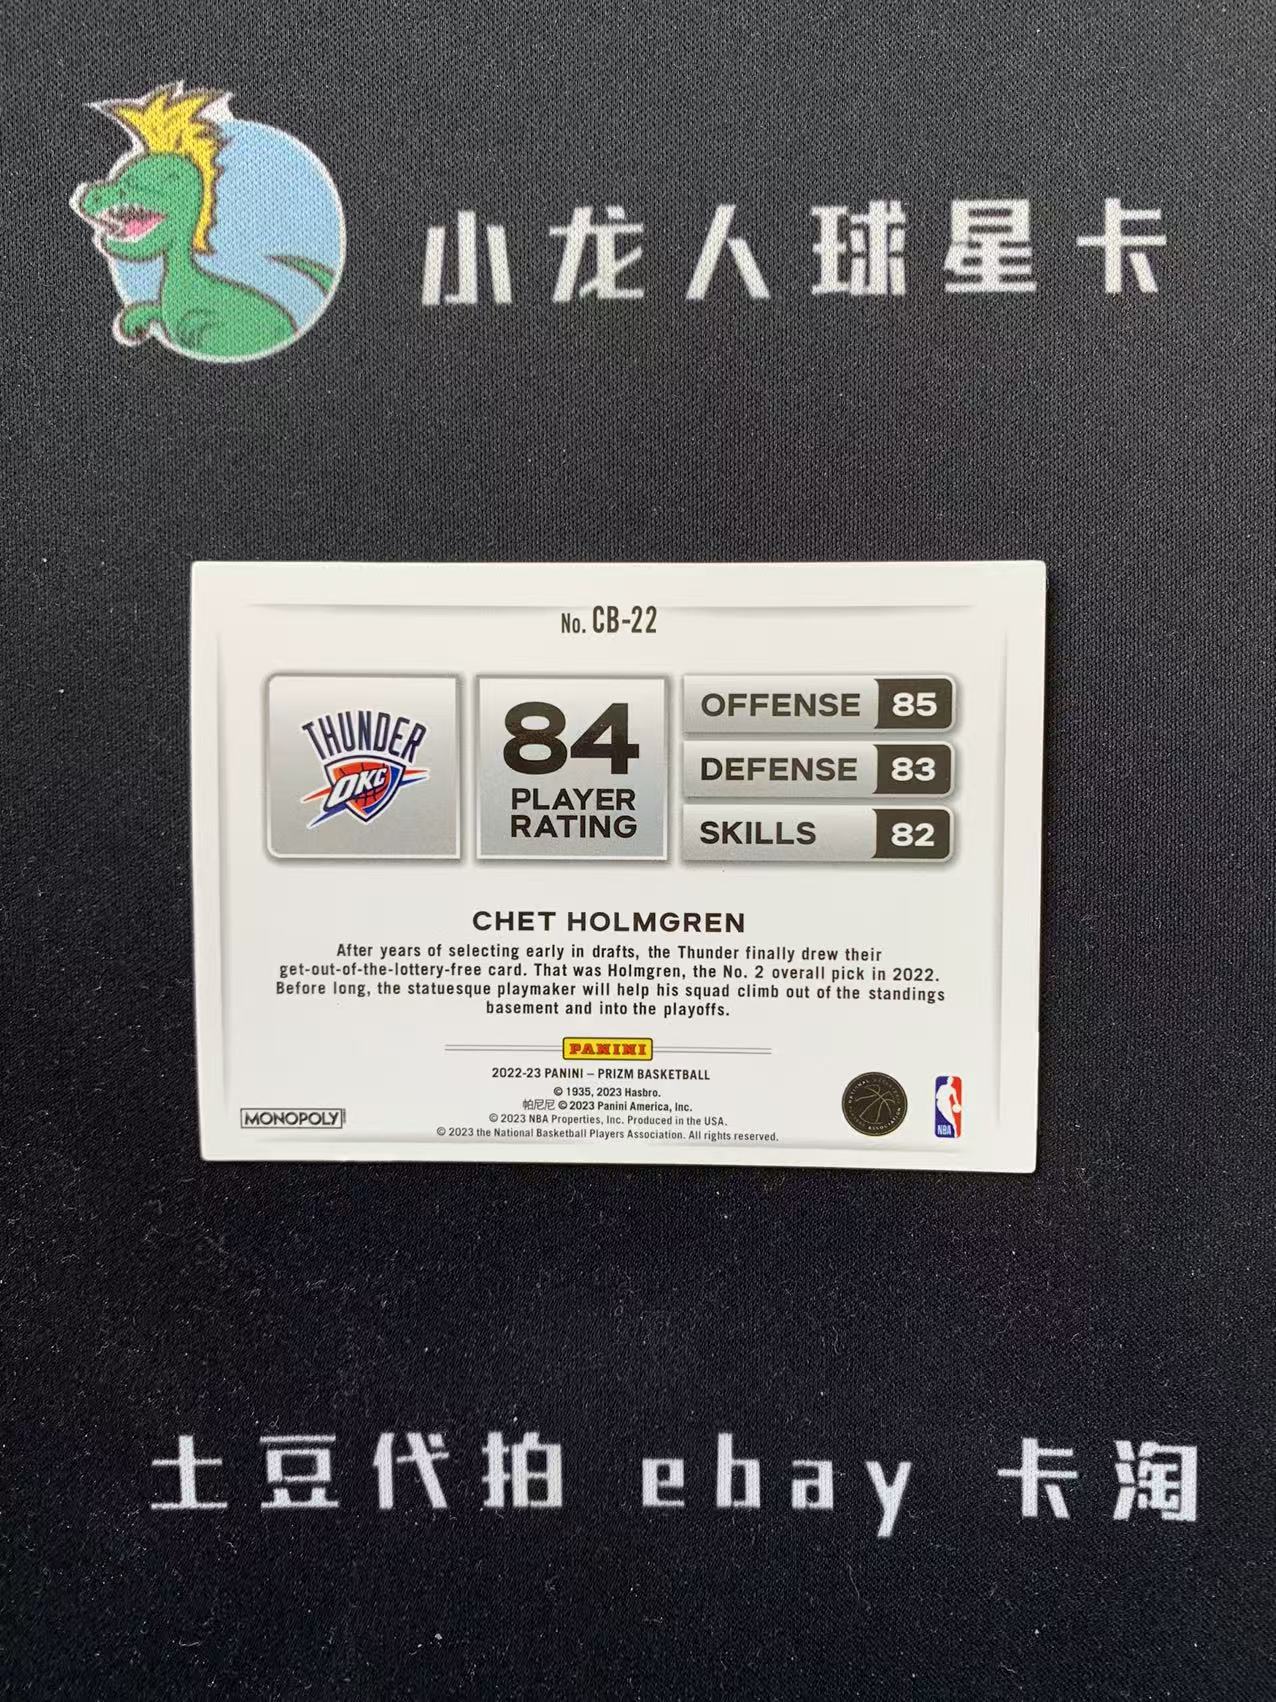 小龙人球星卡
No. CB-22
THUNDER
OKC
84
PLAYER
RATING
OFFENSE 85
DEFENSE 83
SKILLS 82
CHET HOLMGREN
After years of selecting early in drafts, the Thunder finally drew their
get-out-of-the-lottery-free card. That was Holmgren, the No. 2 overall pick in 2022.
Before long, the statuesque playmaker will help his squad climb out of the standings
basement and into the playoffs.
PANINI
2022-23 PANINI – PRIZM BASKETBALL
© 1935, 2023 Hasbro.
帕尼尼 © 2023 Panini America, Inc.
© 2023 NBA Properties, Inc. Produced in the USA.
© 2023 the National Basketball Players Association. All rights reserved.
MONOPOLY
NBA
土豆代拍 ebay 卡淘